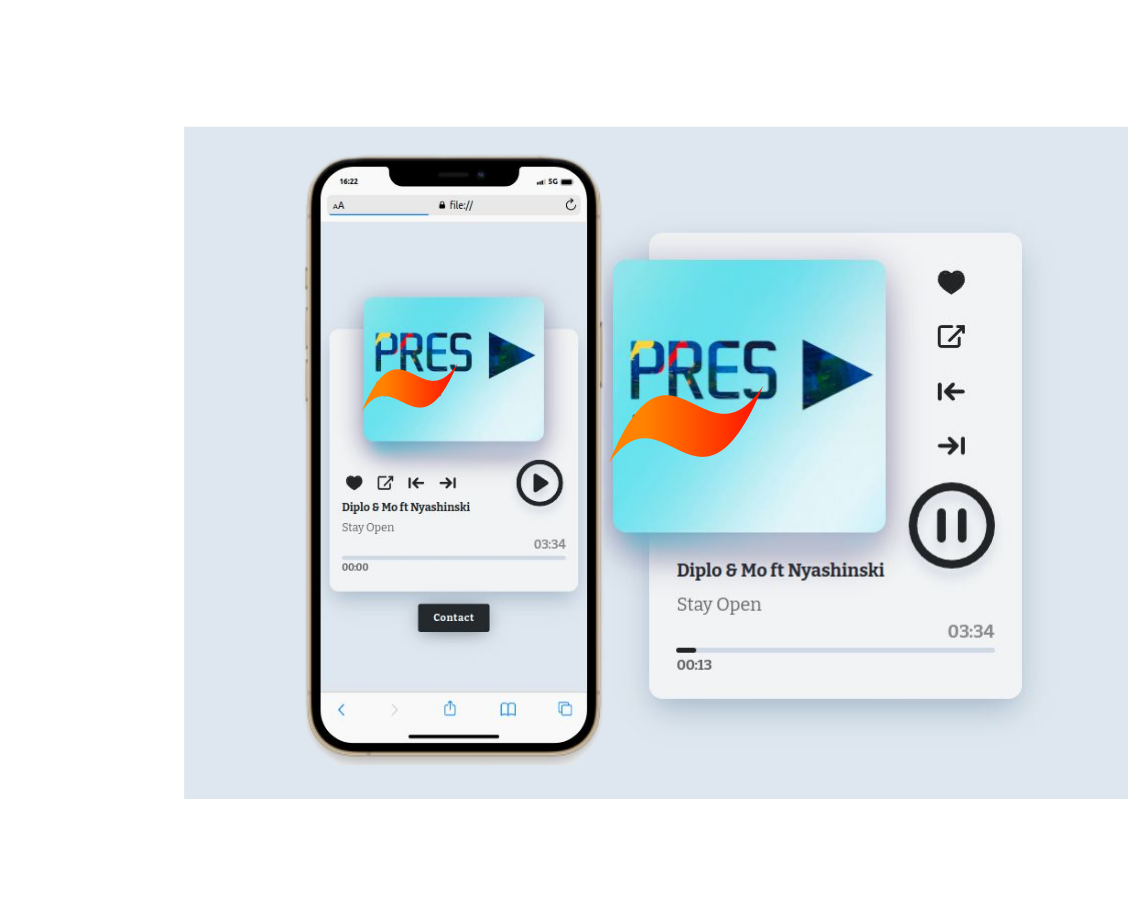 16:22
5G
AA
file://
PRES
Diplo & Mo ft Nyashinski
Stay Open
03:34
00:00
Contact
PRES
Diplo & Mo ft Nyashinski
Stay Open
03:34
00:13